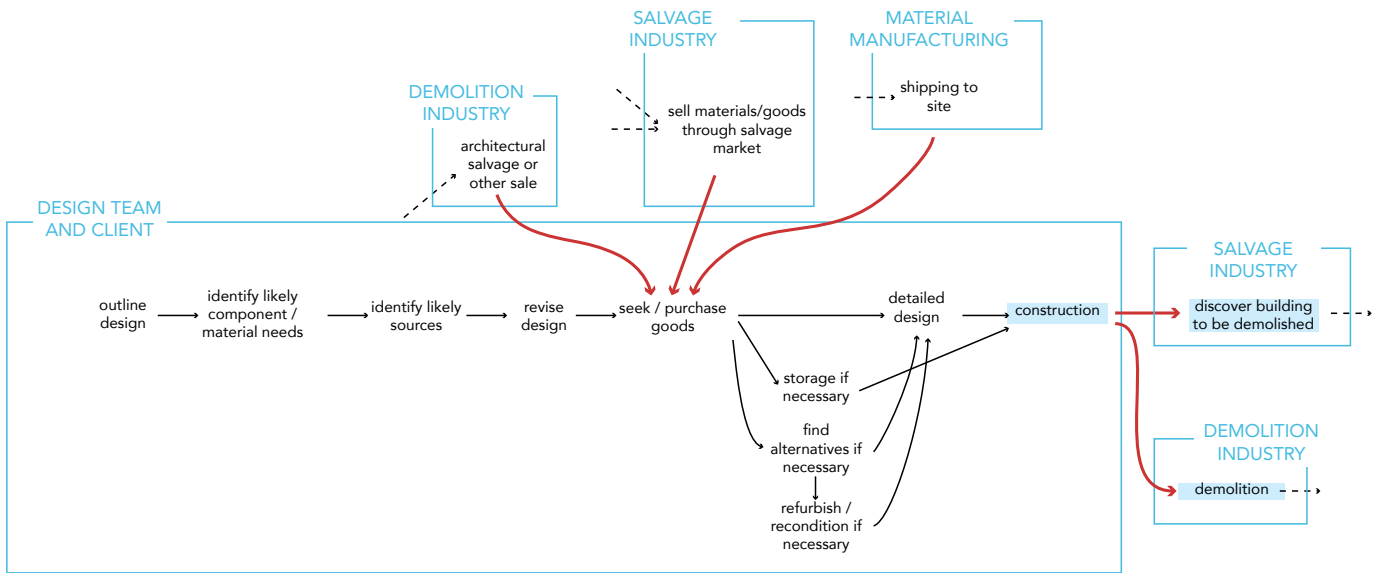 SALVAGE
INDUSTRY
MATERIAL
MANUFACTURING
DEMOLITION
INDUSTRY
sell materials/goods
through salvage
market
shipping to
site
architectural
salvage or
other sale
DESIGN TEAM
AND CLIENT
outline
design
identify likely
component /
material needs
identify likely
sources
revise
design
seek / purchase
goods
detailed
design
construction
SALVAGE
INDUSTRY
discover building
to be demolished
storage if
necessary
find
alternatives if
necessary
refurbish /
recondition if
necessary
DEMOLITION
INDUSTRY
demolition